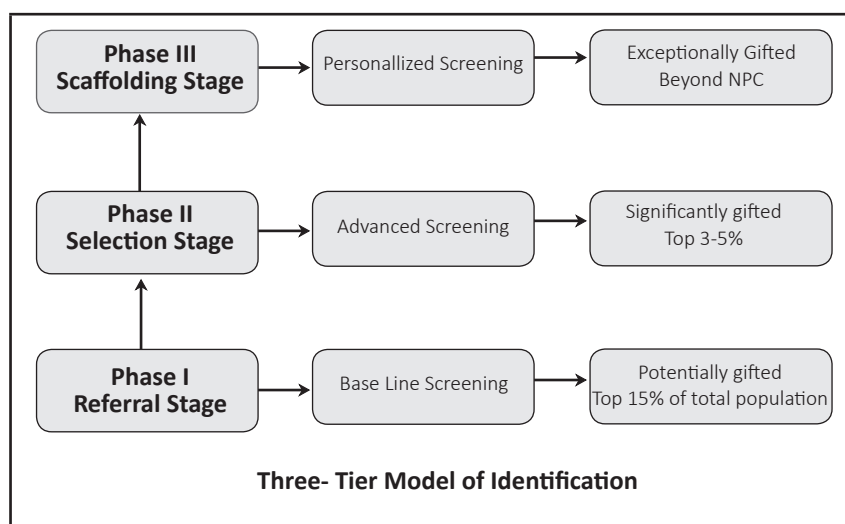 Phase III
Scaffolding Stage
Personallized Screening
Exceptionally Gifted
Beyond NPC
Phase II
Selection Stage
Advanced Screening
Significantly gifted
Top 3-5%
Phase I
Referral Stage
Base Line Screening
Potentially gifted
Top 15% of total population
Three- Tier Model of Identification